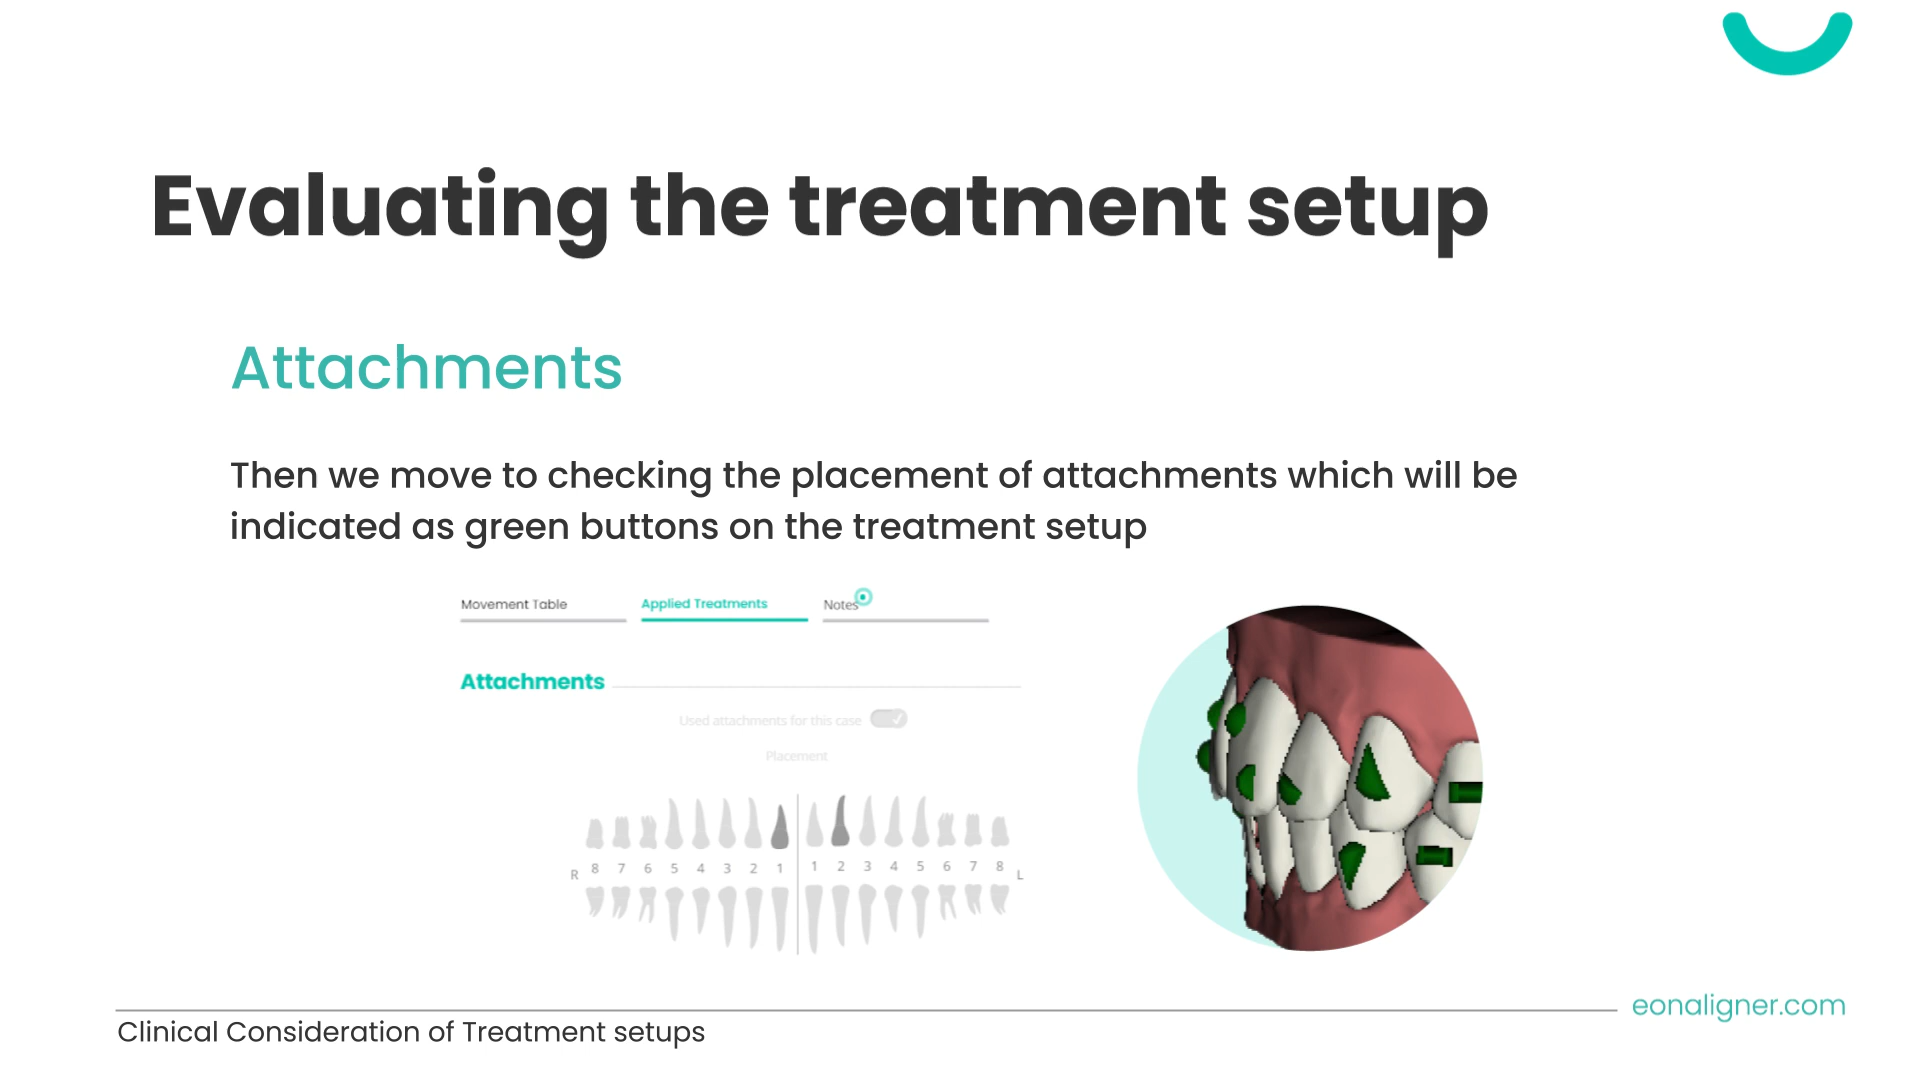 Evaluating the treatment setup
Attachments
Then we move to checking the placement of attachments which will be
indicated as green buttons on the treatment setup
Movement Table Applied Treatments Notes
Attachments
Used attachments for this case
Placement
R 8 7 6 5 4 3 2 1 1 2 3 4 5 6 7 8 L
eonaligner.com
Clinical Consideration of Treatment setups